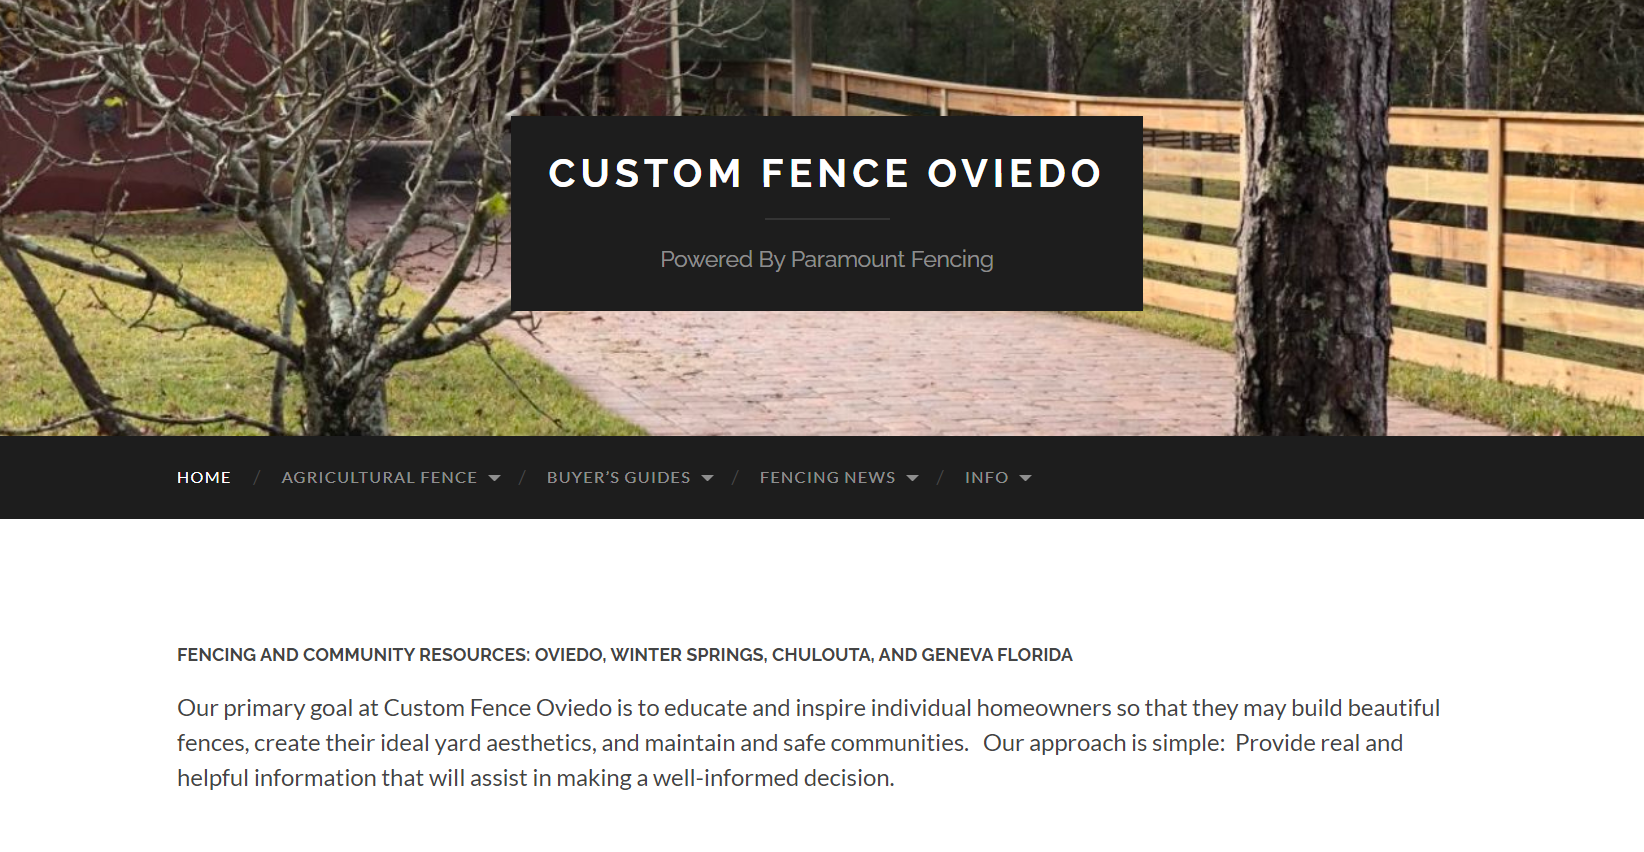 CUSTOM FENCE OVIEDO
Powered By Paramount Fencing
HOME / AGRICULTURAL FENCE / BUYER’S GUIDES / FENCING NEWS / INFO
FENCING AND COMMUNITY RESOURCES: OVIEDO, WINTER SPRINGS, CHULOUTA, AND GENEVA FLORIDA
Our primary goal at Custom Fence Oviedo is to educate and inspire individual homeowners so that they may build beautiful
fences, create their ideal yard aesthetics, and maintain and safe communities.   Our approach is simple:  Provide real and
helpful information that will assist in making a well-informed decision.